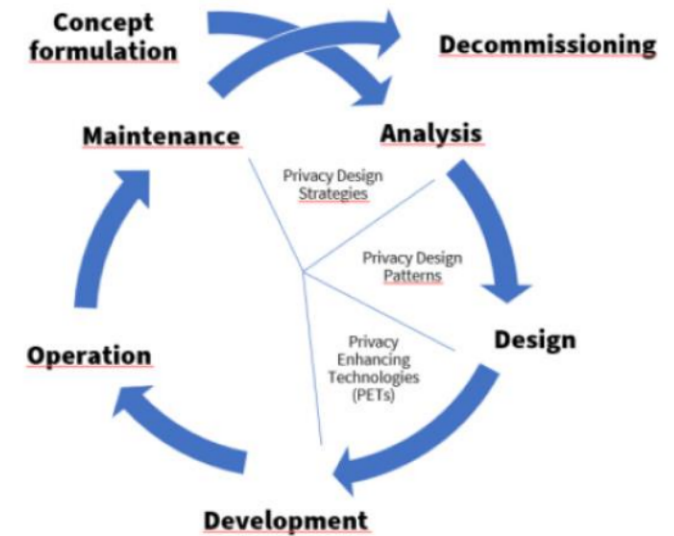 Concept
formulation
Decommissioning
Maintenance
Analysis
Privacy Design
Strategies
Privacy Design
Patterns
Design
Privacy
Enhancing
Technologies
(PETs)
Operation
Development